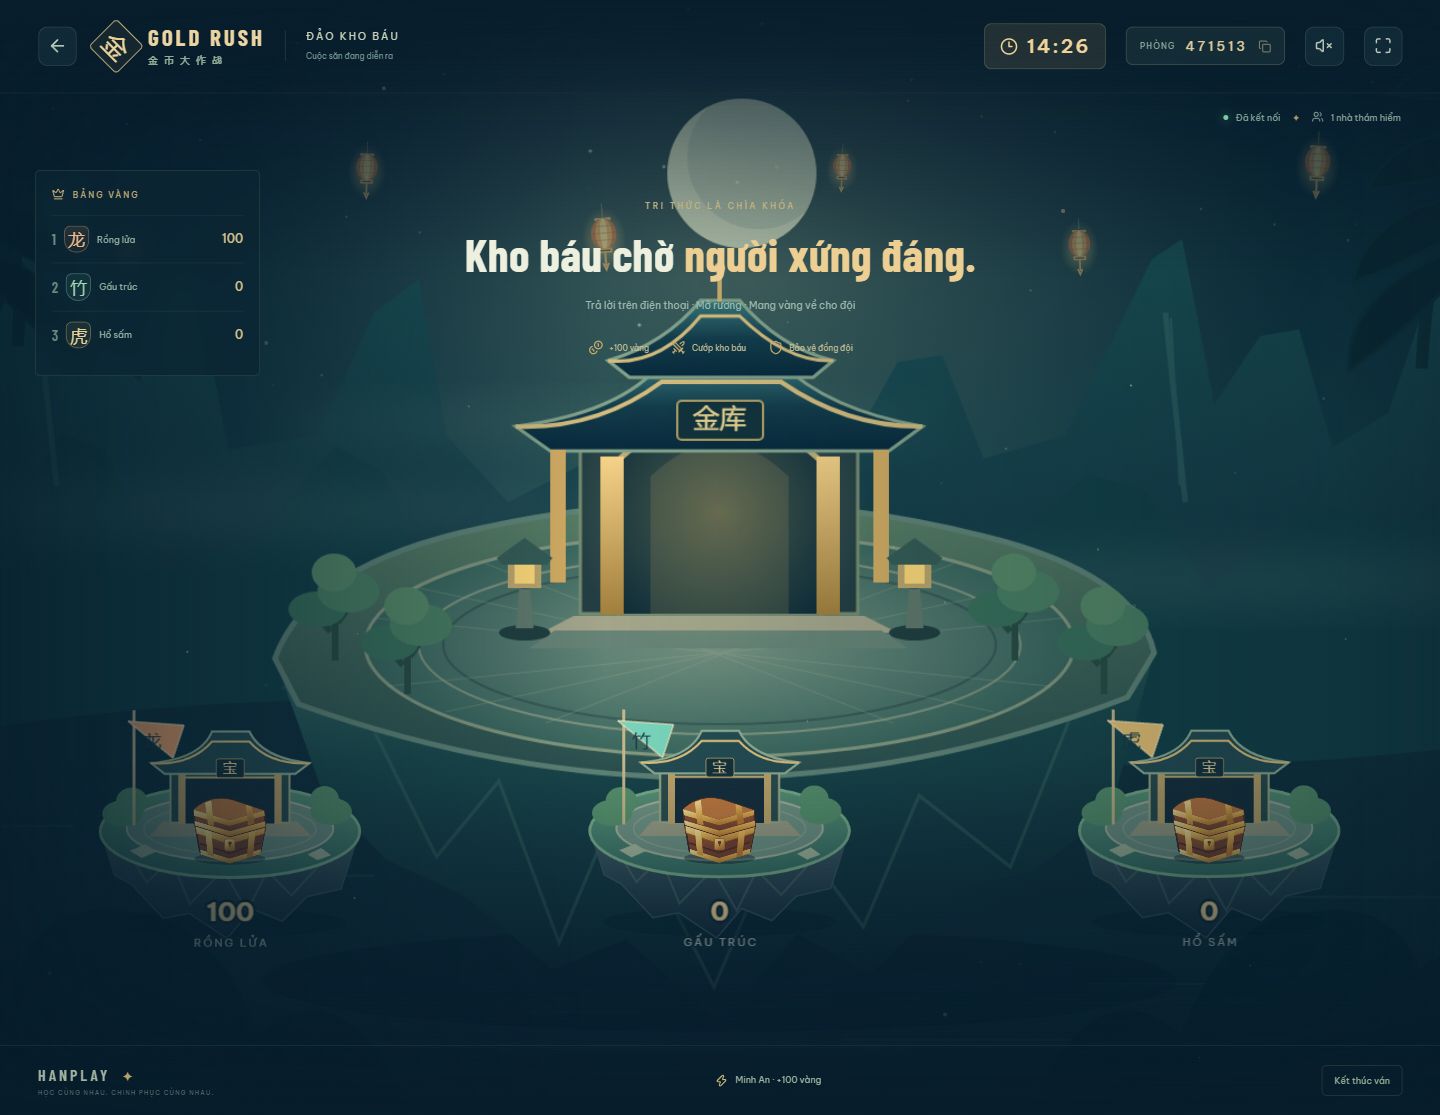 金
GOLD RUSH
金币大作战
ĐẢO KHO BÁU
Cuộc săn đang diễn ra
14:26
PHÒNG 471513
Đã kết nối ✦ 1 nhà thám hiểm
BẢNG VÀNG
1 龙 Rồng lửa 100
2 竹 Gấu trúc 0
3 虎 Hổ sấm 0
TRI THỨC LÀ CHÌA KHÓA
Kho báu chờ người xứng đáng.
Trả lời trên điện thoại · Mở rương · Mang vàng về cho đội
+100 vàng Cướp kho báu Bảo vệ đồng đội
金库
龙
宝
竹
宝
虎
宝
100
RỒNG LỬA
0
GẤU TRÚC
0
HỔ SẤM
HANPLAY ✦
HỌC CÙNG NHAU. CHINH PHỤC CÙNG NHAU.
Minh An · +100 vàng
Kết thúc ván